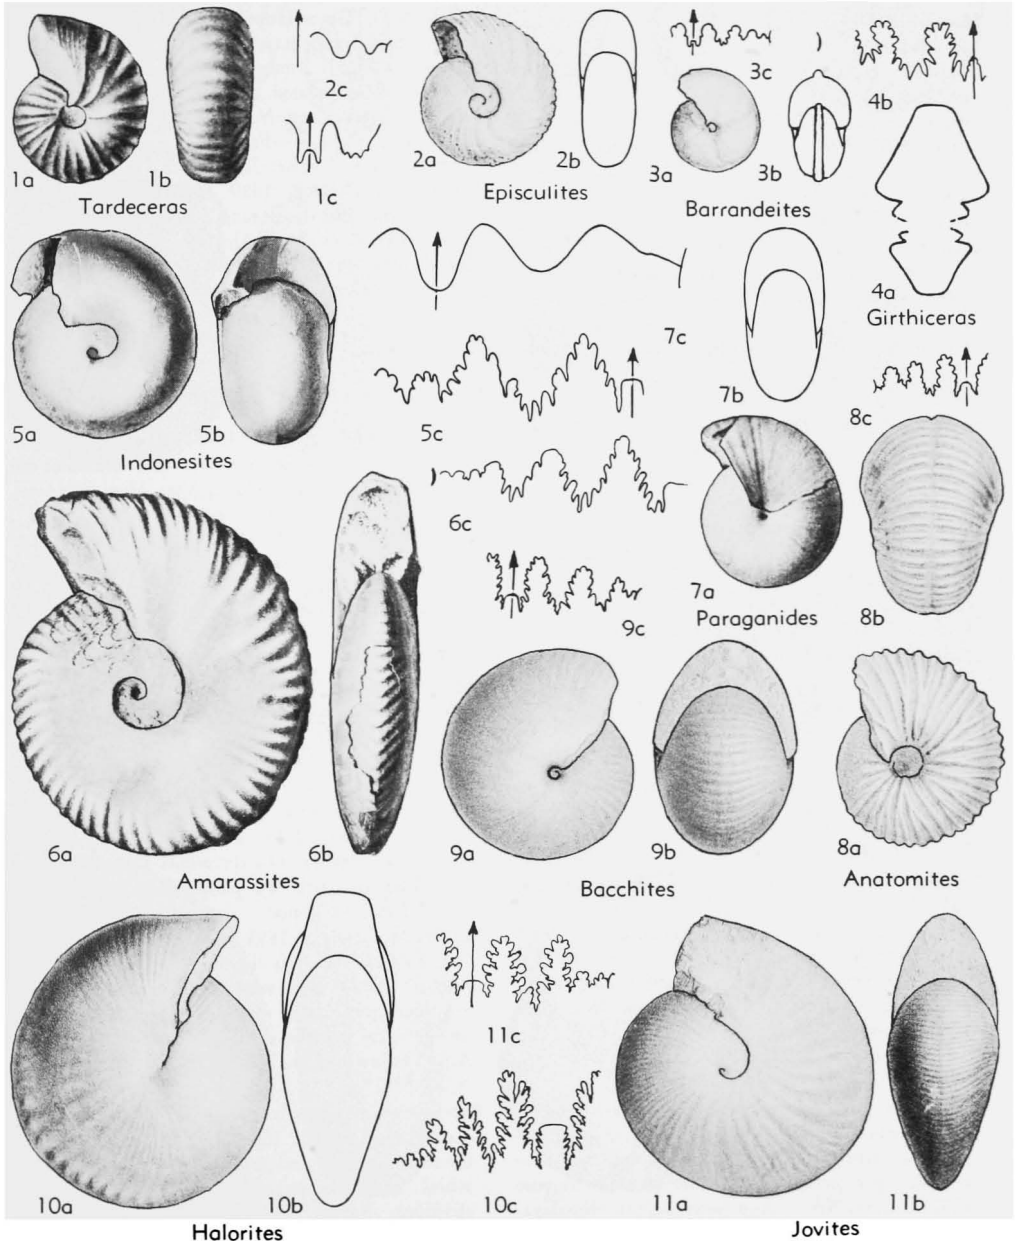 1a
1b
1c
2c
Tardeceras
2a
2b
Episculites
3c
3a
3b
Barrandeites
4b
4a
Girthiceras
5a
5b
5c
Indonesites
7c
7b
7a
Paraganides
8c
8b
8a
Anatomites
6c
6a
6b
Amarassites
9c
9a
9b
Bacchites
10a
10b
10c
Halorites
11c
11a
11b
Jovites